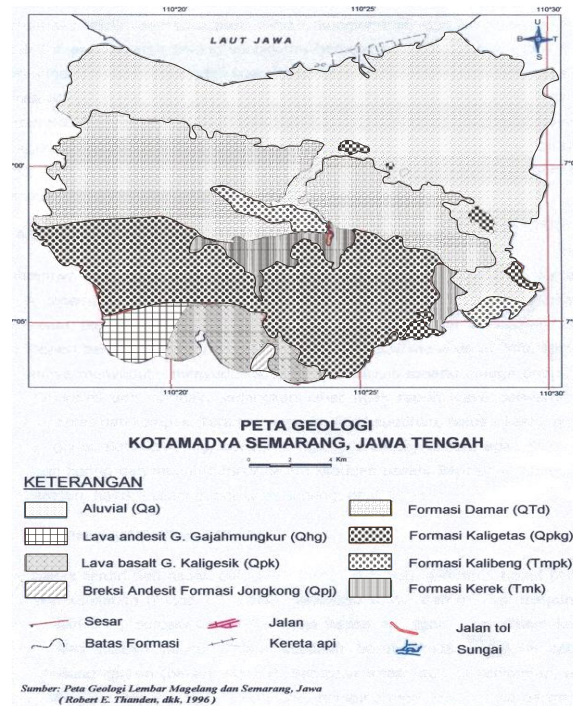 110°20'
110°25'
110°30'
LAUT JAWA
U
B T
S
7°00
7°0
7°05
7°0
110°20'
110°25'
110°30'
PETA GEOLOGI
KOTAMADYA SEMARANG, JAWA TENGAH
0 2 4 Km
KETERANGAN
Aluvial (Qa)
Lava andesit G. Gajahmungkur (Qhg)
Lava basalt G. Kaligesik (Qpk)
Breksi Andesit Formasi Jongkong (Qpj)
Formasi Damar (QTd)
Formasi Kaligetas (Qpkg)
Formasi Kalibeng (Tmpk)
Formasi Kerek (Tmk)
Sesar
Jalan
Jalan tol
Batas Formasi
Kereta api
Sungai
Sumber: Peta Geologi Lembar Magelang dan Semarang, Jawa
( Robert E. Thanden, dkk, 1996 )